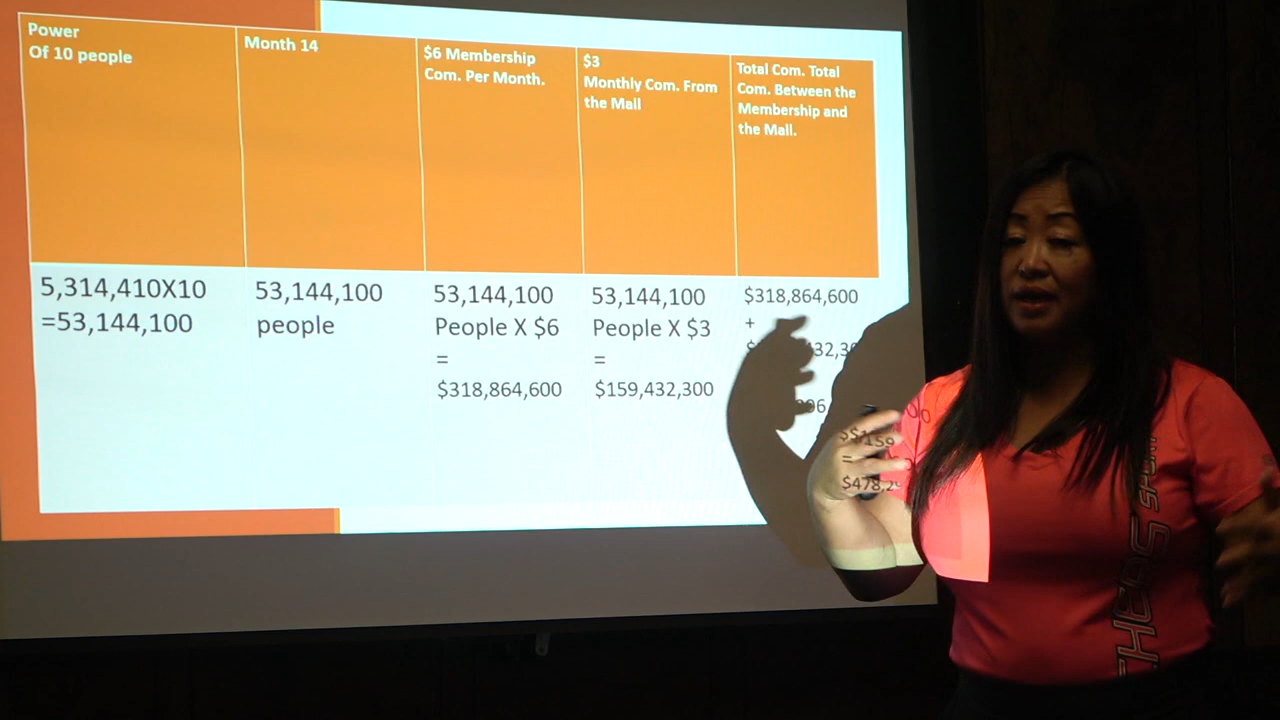 Power
Of 10 people
Month 14
$6 Membership
Com. Per Month.
$3
Monthly Com. From
the Mall
Total Com. Total
Com. Between the
Membership and
the Mall.
5,314,410X10
=53,144,100
53,144,100
people
53,144,100
People X $6
=
$318,864,600
53,144,100
People X $3
=
$159,432,300
$318,864,600
+
=